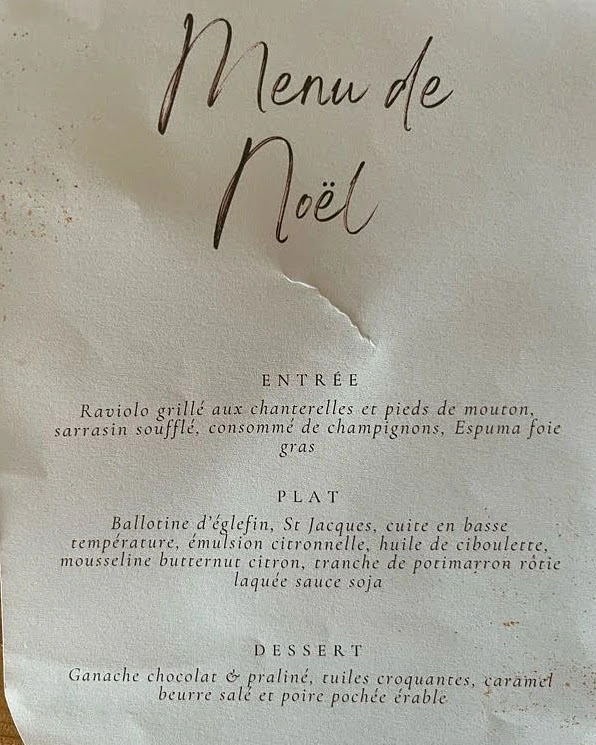 Menu de
Noël
ENTRÉE
Raviolo grillé aux chanterelles et pieds de mouton,
sarrasin soufflé, consommé de champignons, Espuma foie
gras
PLAT
Ballotine d'églefin, St Jacques, cuite en basse
température, émulsion citronnelle, huile de ciboulette,
mousseline butternut citron, tranche de potimarron rôtie
laquée sauce soja
DESSERT
Ganache chocolat & praliné, tuiles croquantes, caramel
beurre salé et poire pochée érable